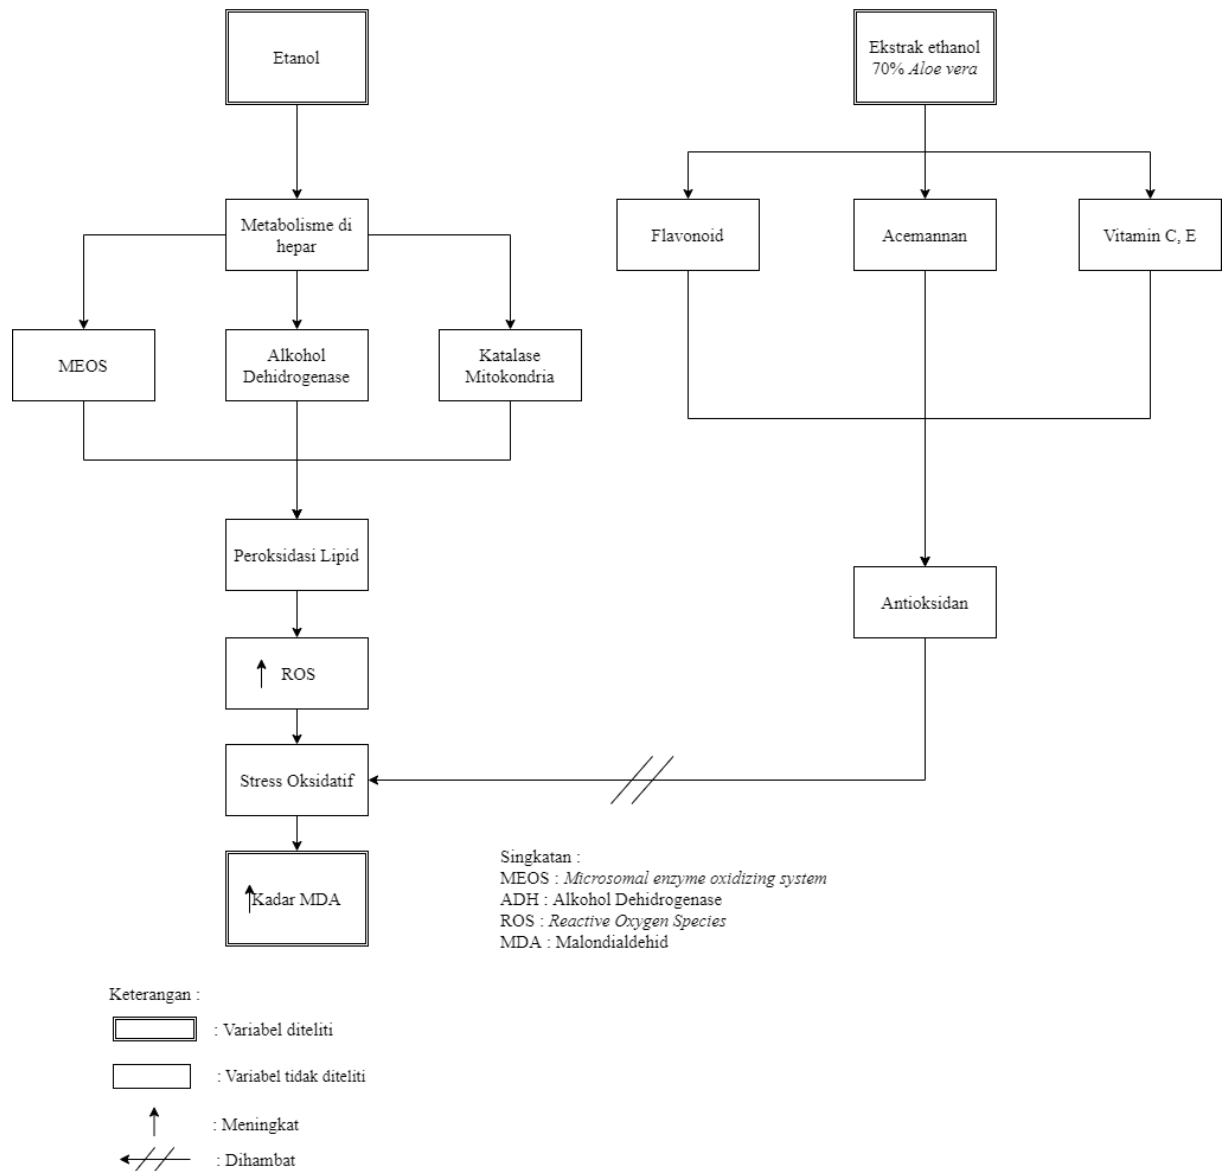 Etanol
Ekstrak ethanol
70% Aloe vera
Metabolisme di
hepar
Flavonoid
Acemannan
Vitamin C, E
MEOS
Alkohol
Dehidrogenase
Katalase
Mitokondria
Peroksidasi Lipid
Antioksidan
ROS
Stress Oksidatif
Kadar MDA
Singkatan :
MEOS : Microsomal enzyme oxidizing system
ADH : Alkohol Dehidrogenase
ROS : Reactive Oxygen Species
MDA : Malondialdehid
Keterangan :
: Variabel diteliti
: Variabel tidak diteliti
: Meningkat
: Dihambat